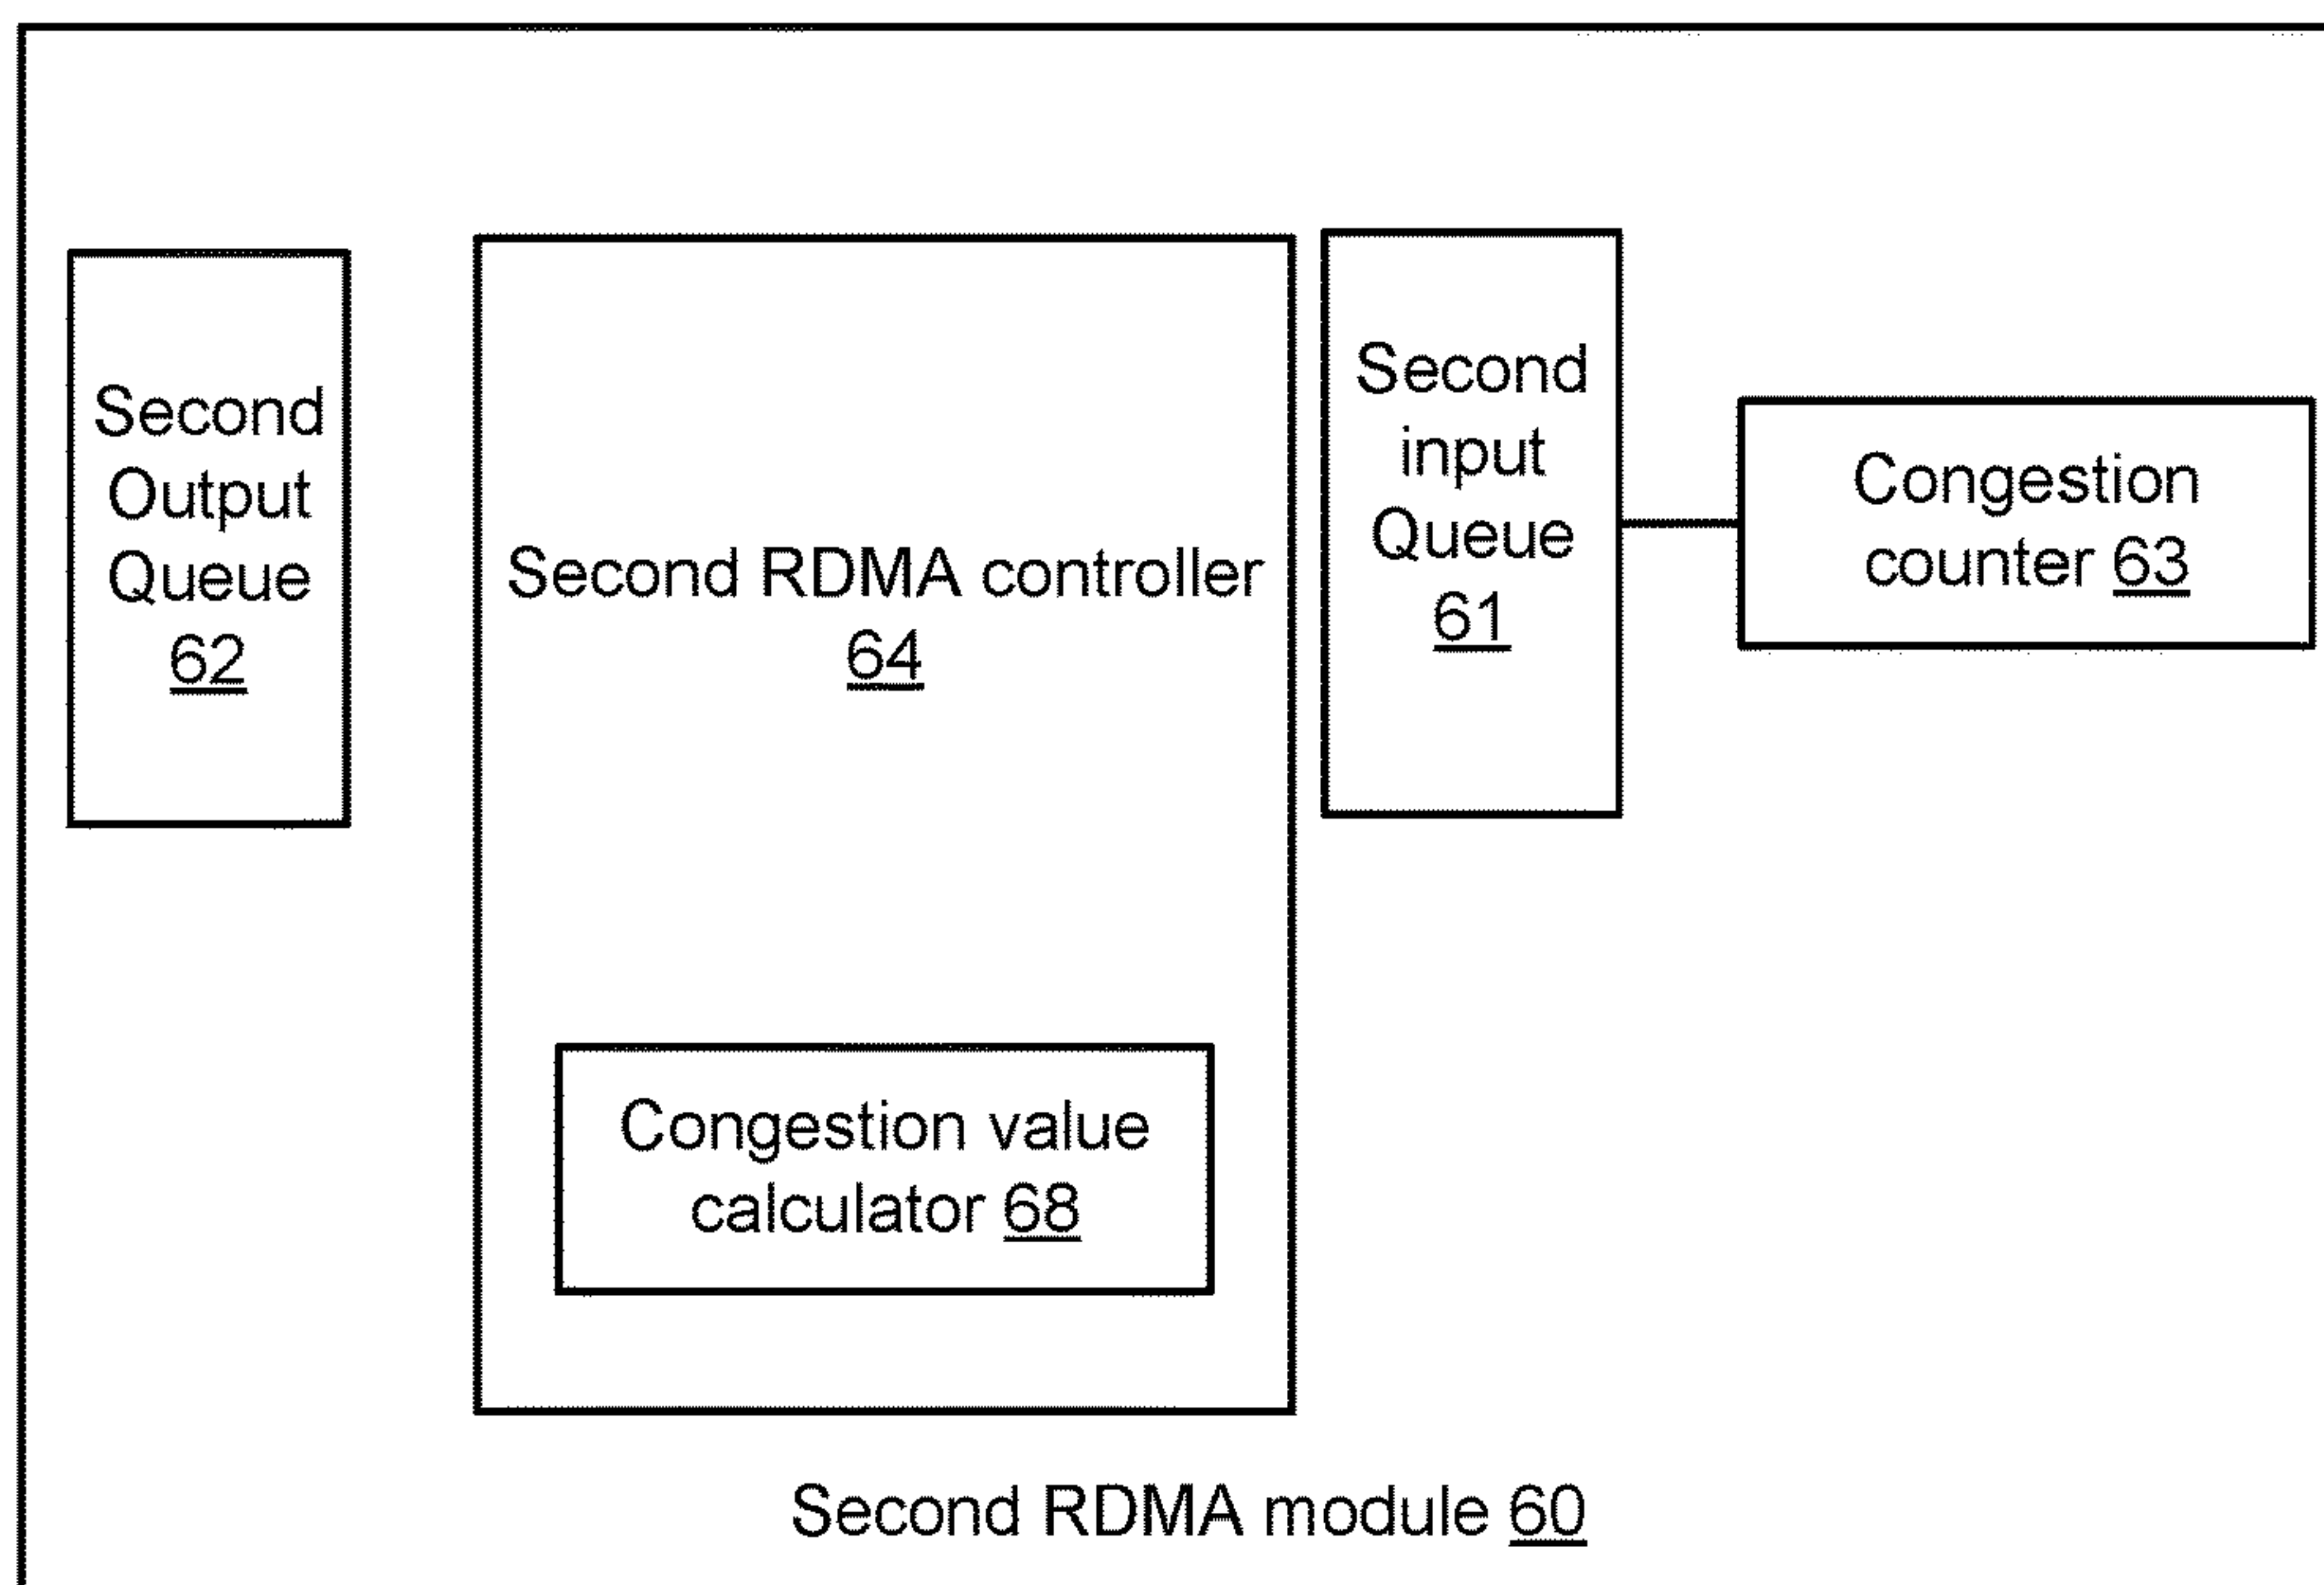 Second
Output
Queue
62
Second RDMA controller
64
Second
input
Queue
61
Congestion
counter 63
Congestion value
calculator 68
Second RDMA module 60